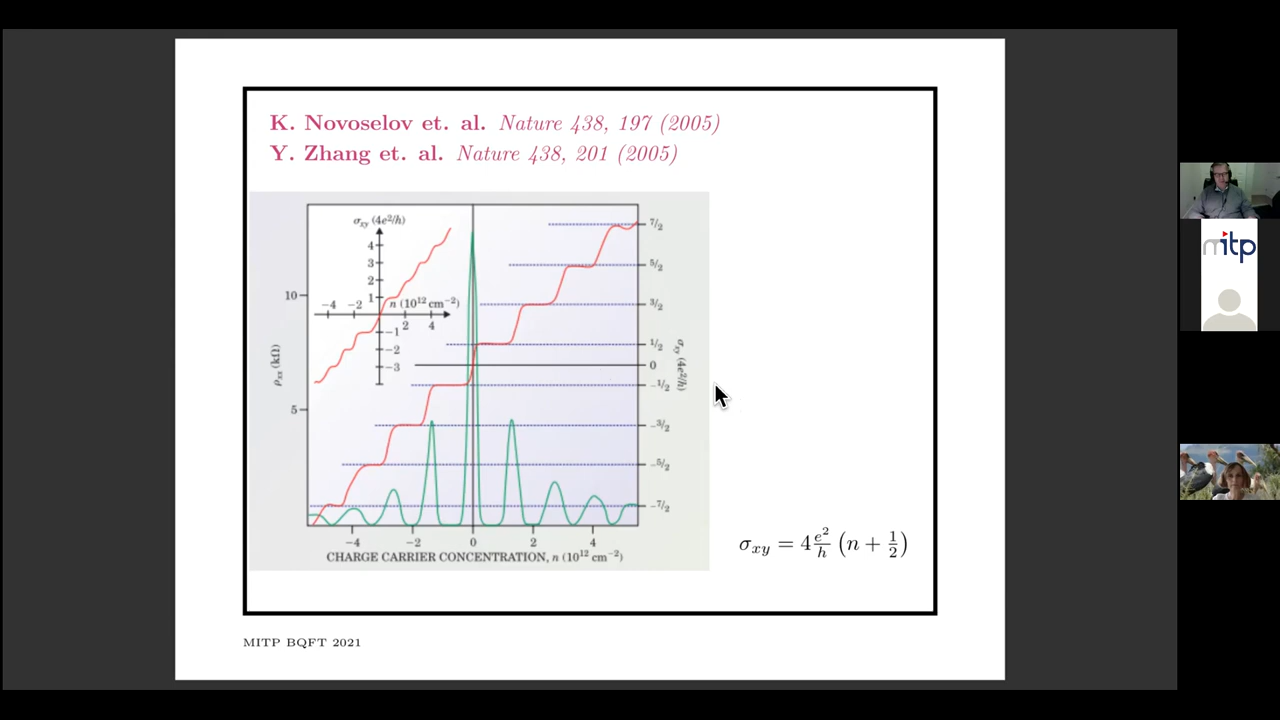 K. Novoselov et. al. Nature 438, 197 (2005)
Y. Zhang et. al. Nature 438, 201 (2005)
σxy (4e²/h)
4
3
2
1
−4 −2
n (10¹² cm⁻²)
2 4
−1
−2
−3
10
5
ρxx (kΩ)
7/2
5/2
3/2
1/2
0
−1/2
−3/2
−5/2
−7/2
σxy (4e²/h)
−4 −2 0 2 4
CHARGE CARRIER CONCENTRATION, n (10¹² cm⁻²)
σxy = 4 e²/h (n + 1/2)
MITP BQFT 2021
mitp